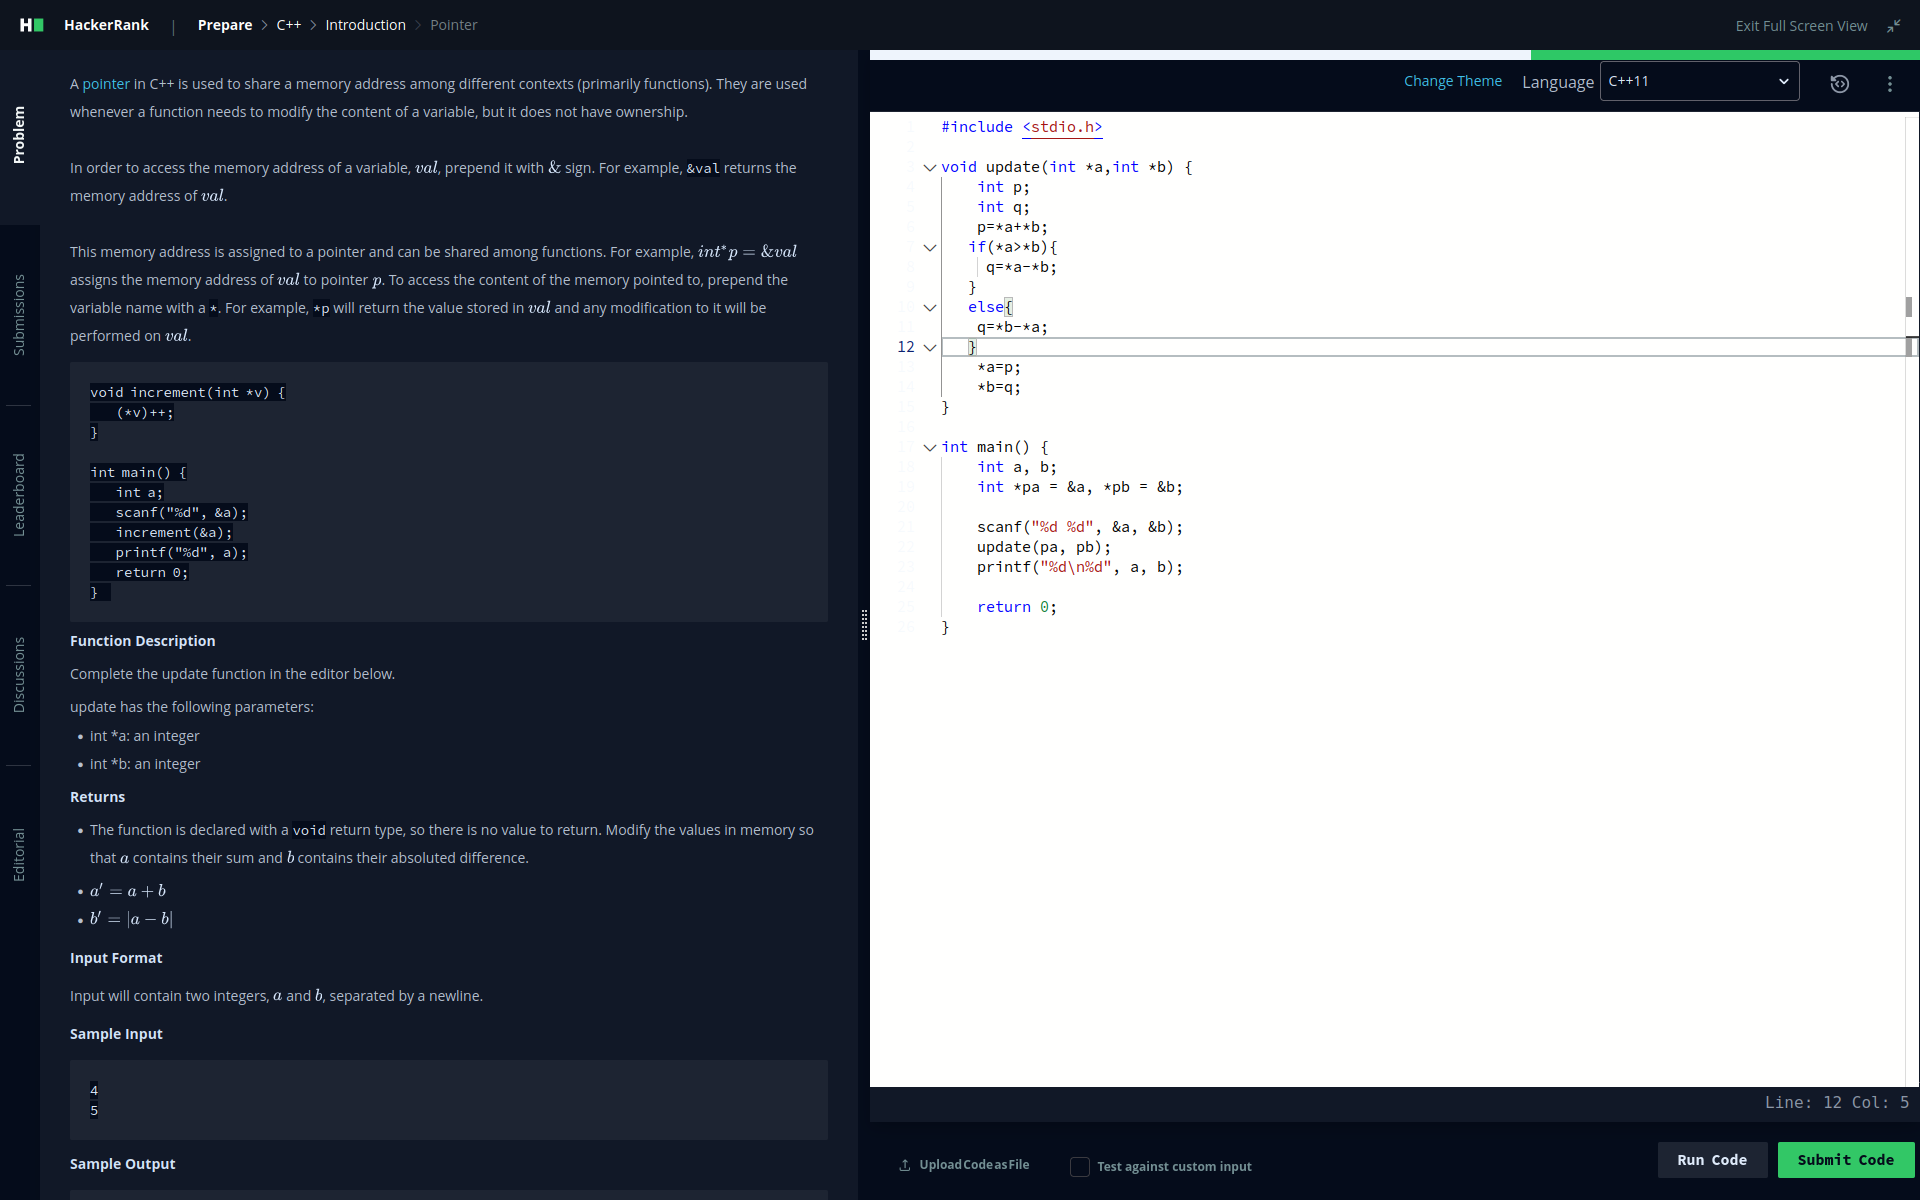 HackerRank | Prepare > C++ > Introduction > Pointer
Exit Full Screen View
Problem
Submissions
Leaderboard
Discussions
Editorial
A pointer in C++ is used to share a memory address among different contexts (primarily functions). They are used
whenever a function needs to modify the content of a variable, but it does not have ownership.
In order to access the memory address of a variable, val, prepend it with & sign. For example, &val returns the
memory address of val.
This memory address is assigned to a pointer and can be shared among functions. For example, int* p = &val
assigns the memory address of val to pointer p. To access the content of the memory pointed to, prepend the
variable name with a *. For example, *p will return the value stored in val and any modification to it will be
performed on val.
void increment(int *v) {
(*v)++;
}
int main() {
int a;
scanf("%d", &a);
increment(&a);
printf("%d", a);
return 0;
}
Function Description
Complete the update function in the editor below.
update has the following parameters:
• int *a: an integer
• int *b: an integer
Returns
• The function is declared with a void return type, so there is no value to return. Modify the values in memory so
that a contains their sum and b contains their absoluted difference.
• a′ = a + b
• b′ = |a − b|
Input Format
Input will contain two integers, a and b, separated by a newline.
Sample Input
4
5
Sample Output
Change Theme Language C++11
#include <stdio.h>
void update(int *a,int *b) {
int p;
int q;
p=*a+*b;
if(*a>*b){
q=*a-*b;
}
else{
q=*b-*a;
12 }
*a=p;
*b=q;
}
int main() {
int a, b;
int *pa = &a, *pb = &b;
scanf("%d %d", &a, &b);
update(pa, pb);
printf("%d\n%d", a, b);
return 0;
}
Line: 12 Col: 5
Upload Code as File
Test against custom input
Run Code
Submit Code